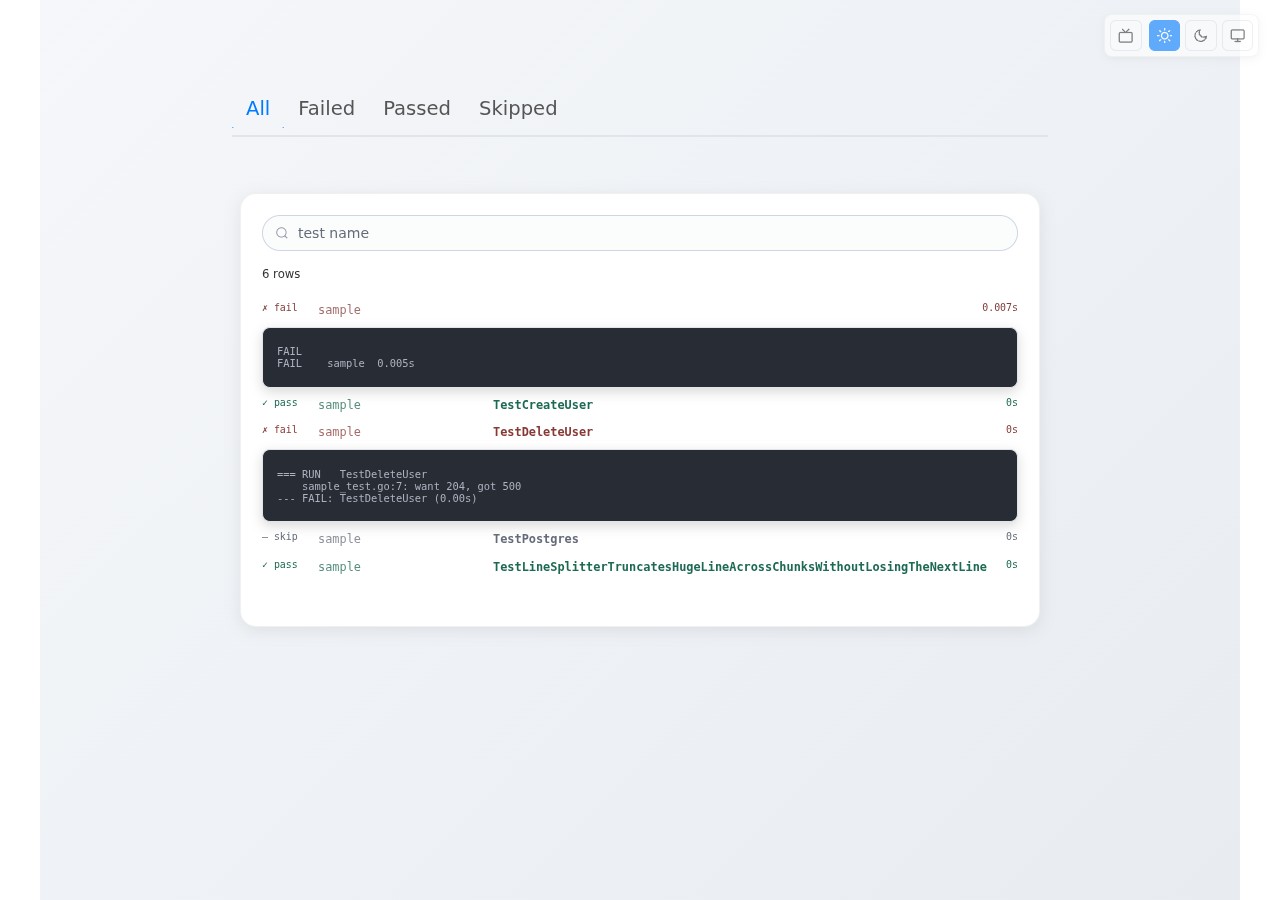 All Failed Passed Skipped
test name
6 rows
✗ fail sample 0.007s
FAIL
FAIL sample 0.005s
✓ pass sample TestCreateUser 0s
✗ fail sample TestDeleteUser 0s
=== RUN TestDeleteUser
sample_test.go:7: want 204, got 500
--- FAIL: TestDeleteUser (0.00s)
– skip sample TestPostgres 0s
✓ pass sample TestLineSplitterTruncatesHugeLineAcrossChunksWithoutLosingTheNextLine 0s